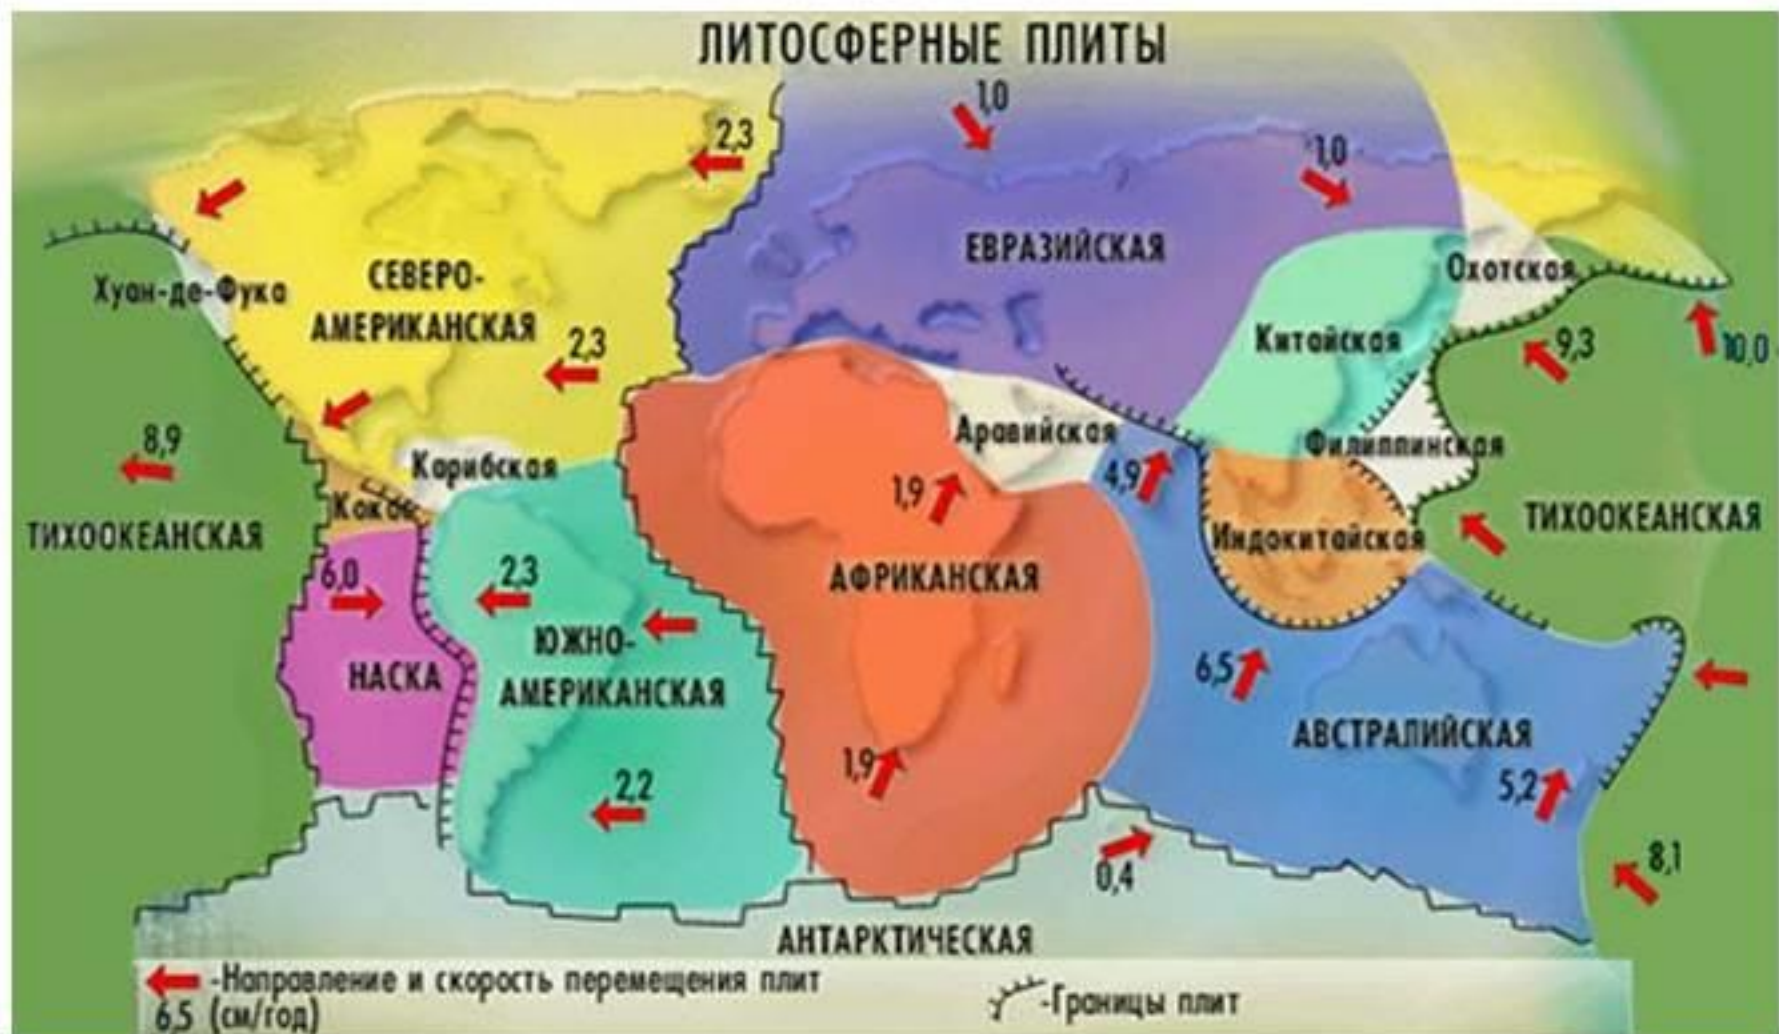 ЛИТОСФЕРНЫЕ ПЛИТЫ
1,0
2,3
1,0
ЕВРАЗИЙСКАЯ
Охотская
Хуан-де-Фука
СЕВЕРО-
АМЕРИКАНСКАЯ
2,3
Китайская
9,3
10,0
8,9
Карибская
Аравийская
Филиппинская
4,9
1,9
Кокос
ТИХООКЕАНСКАЯ
Индокитайская
ТИХООКЕАНСКАЯ
6,0
2,3
АФРИКАНСКАЯ
ЮЖНО-
АМЕРИКАНСКАЯ
НАСКА
6,5
АВСТРАЛИЙСКАЯ
1,9
2,2
5,2
0,4
8,1
АНТАРКТИЧЕСКАЯ
-Направление и скорость перемещения плит
6,5 (см/год)
-Границы плит